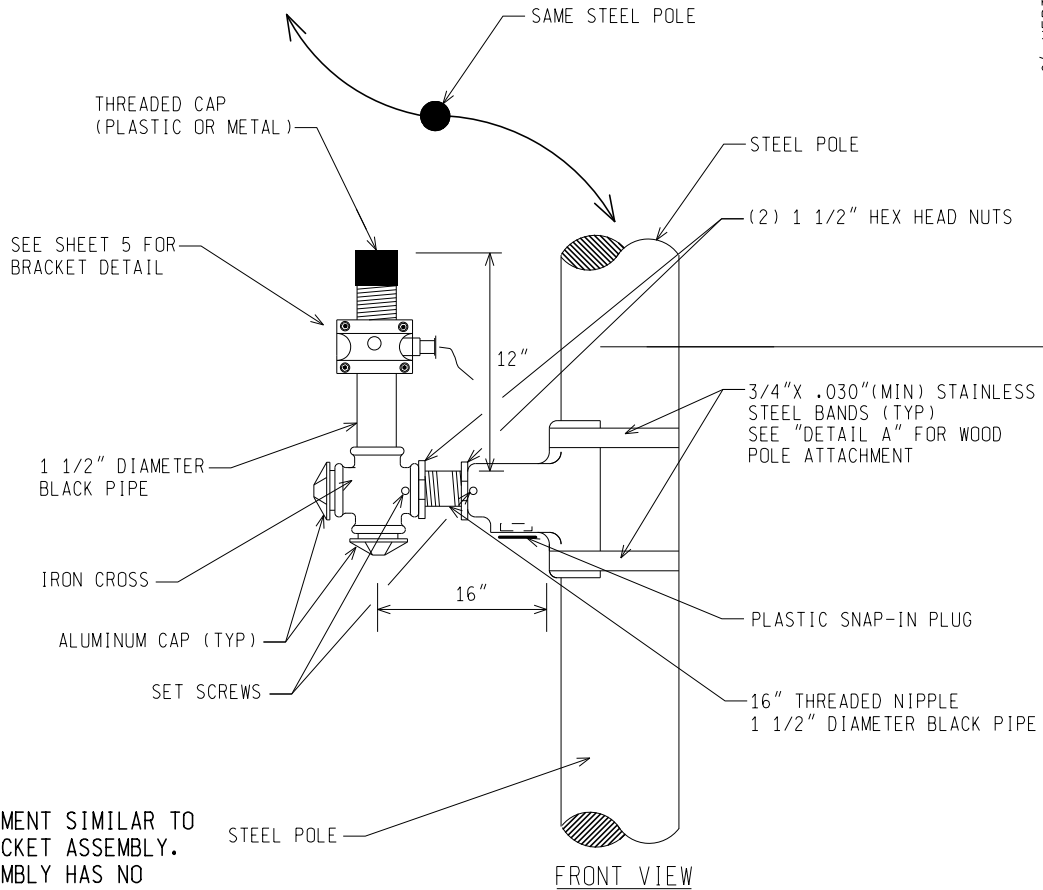 SAME STEEL POLE
THREADED CAP
(PLASTIC OR METAL)
STEEL POLE
(2) 1 1/2" HEX HEAD NUTS
SEE SHEET 5 FOR
BRACKET DETAIL
12"
3/4"X .030"(MIN) STAINLESS
STEEL BANDS (TYP)
SEE "DETAIL A" FOR WOOD
POLE ATTACHMENT
1 1/2" DIAMETER
BLACK PIPE
IRON CROSS
16"
ALUMINUM CAP (TYP)
PLASTIC SNAP-IN PLUG
SET SCREWS
16" THREADED NIPPLE
1 1/2" DIAMETER BLACK PIPE
MENT SIMILAR TO
CKET ASSEMBLY.
MBLY HAS NO
STEEL POLE
FRONT VIEW